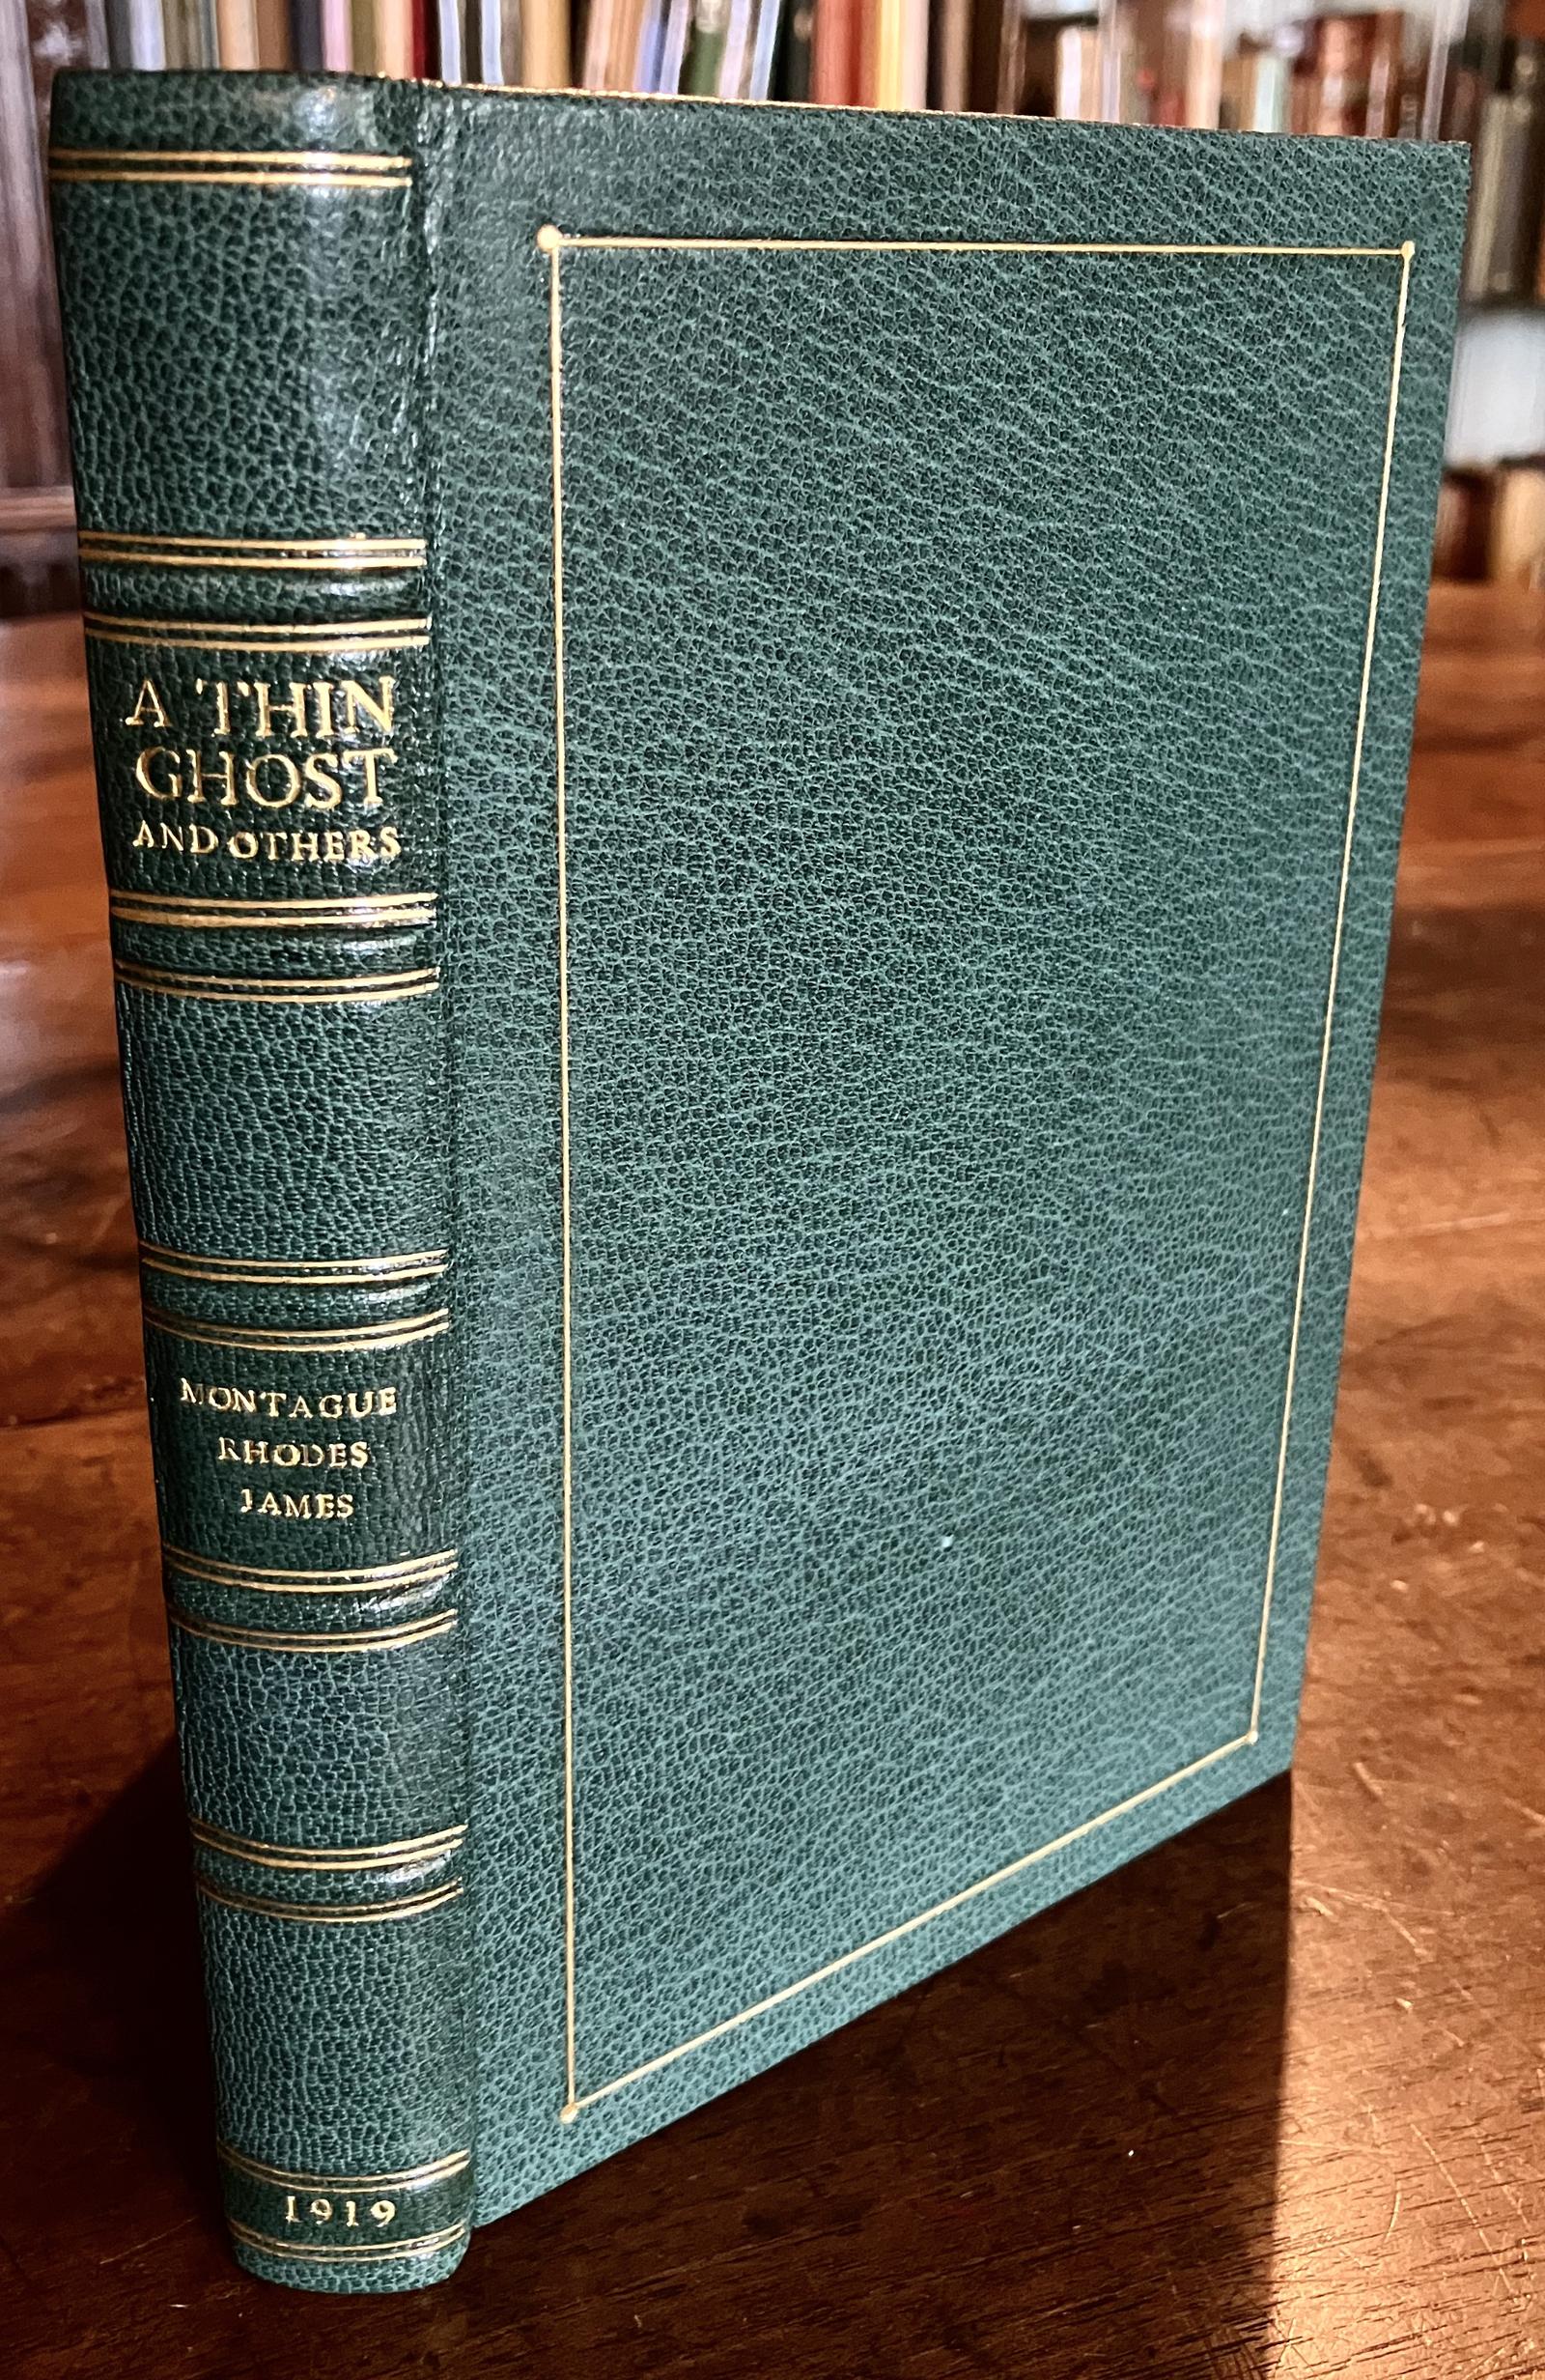 A THIN
GHOST
AND OTHERS
MONTAGUE
RHODES
JAMES
1919